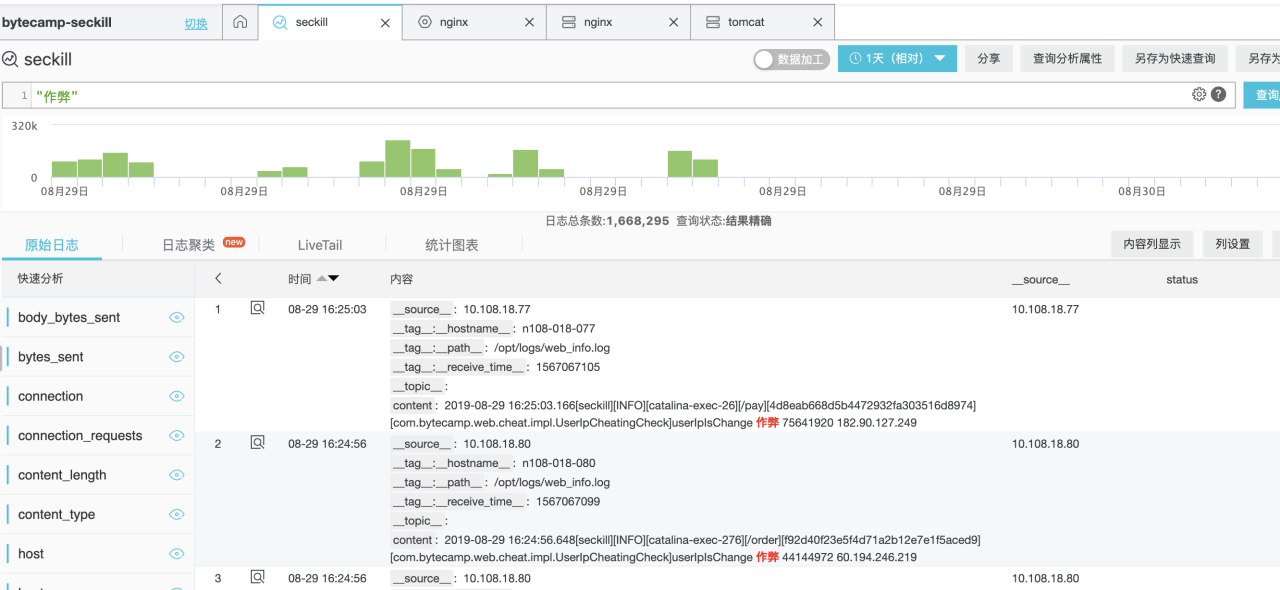 bytecamp-seckill 切换 seckill nginx nginx tomcat
seckill 数据加工 1天（相对） 分享 查询分析属性 另存为快速查询 另存为
1 "作弊" ? 查询
320k
0
08月29日 08月29日 08月29日 08月29日 08月29日 08月29日 08月30日
日志总条数:1,668,295 查询状态:结果精确
原始日志 日志聚类 new LiveTail 统计图表 内容列显示 列设置
快速分析 时间 内容 __source__ status
body_bytes_sent
bytes_sent
connection
connection_requests
content_length
content_type
host
1 08-29 16:25:03 __source__ : 10.108.18.77 10.108.18.77
__tag__:__hostname__ : n108-018-077
__tag__:__path__ : /opt/logs/web_info.log
__tag__:__receive_time__ : 1567067105
__topic__ :
content : 2019-08-29 16:25:03.166[seckill][INFO][catalina-exec-26][/pay][4d8eab668d5b4472932fa303516d8974]
[com.bytecamp.web.cheat.impl.UserIpCheatingCheck]userIpIsChange 作弊 75641920 182.90.127.249
2 08-29 16:24:56 __source__ : 10.108.18.80 10.108.18.80
__tag__:__hostname__ : n108-018-080
__tag__:__path__ : /opt/logs/web_info.log
__tag__:__receive_time__ : 1567067099
__topic__ :
content : 2019-08-29 16:24:56.648[seckill][INFO][catalina-exec-276][/order][f92d40f23e5f4d71a2b12e7e1f5aced9]
[com.bytecamp.web.cheat.impl.UserIpCheatingCheck]userIpIsChange 作弊 44144972 60.194.246.219
3 08-29 16:24:56 __source__ : 10.108.18.80 10.108.18.80